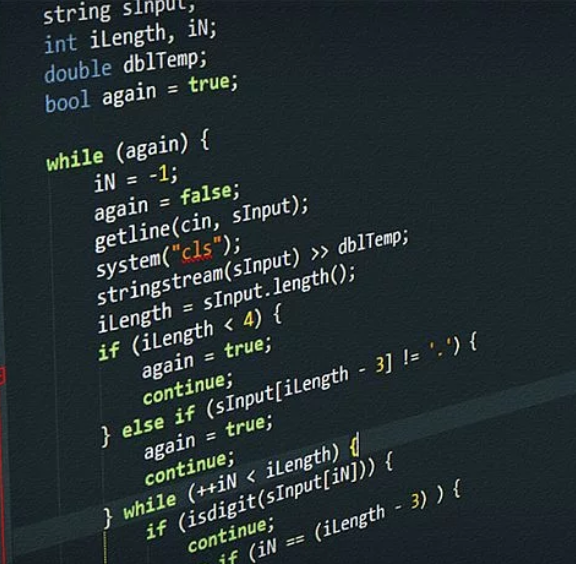 string sInput;
int iLength, iN;
double dblTemp;
bool again = true;
while (again) {
iN = -1;
again = false;
getline(cin, sInput);
system("cls");
stringstream(sInput) >> dblTemp;
iLength = sInput.length();
if (iLength < 4) {
again = true;
continue;
} else if (sInput[iLength - 3] != '.') {
again = true;
continue;
} while (++iN < iLength) {
if (isdigit(sInput[iN])) {
continue;
if (iN == (iLength - 3) ) {